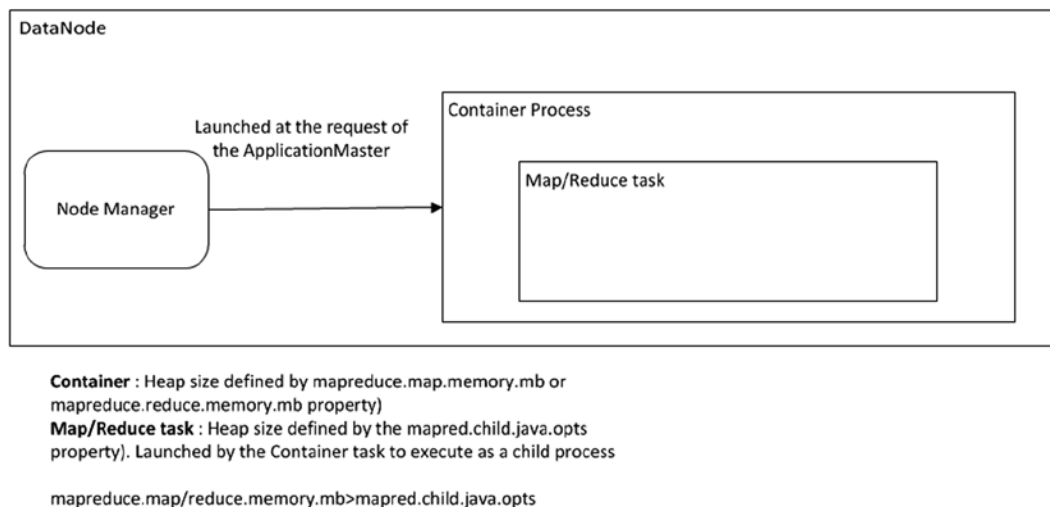 DataNode
Launched at the request of
the ApplicationMaster
Node Manager
Container Process
Map/Reduce task
Container : Heap size defined by mapreduce.map.memory.mb or
mapreduce.reduce.memory.mb property)
Map/Reduce task : Heap size defined by the mapred.child.java.opts
property). Launched by the Container task to execute as a child process
mapreduce.map/reduce.memory.mb>mapred.child.java.opts